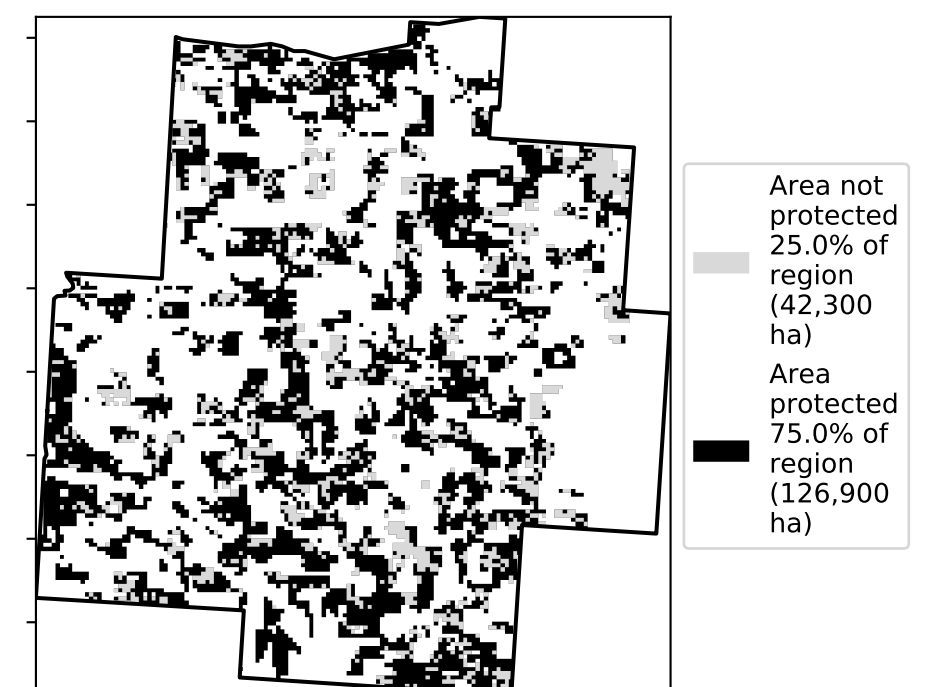 Area not
protected
25.0% of
region
(42,300
ha)
Area
protected
75.0% of
region
(126,900
ha)